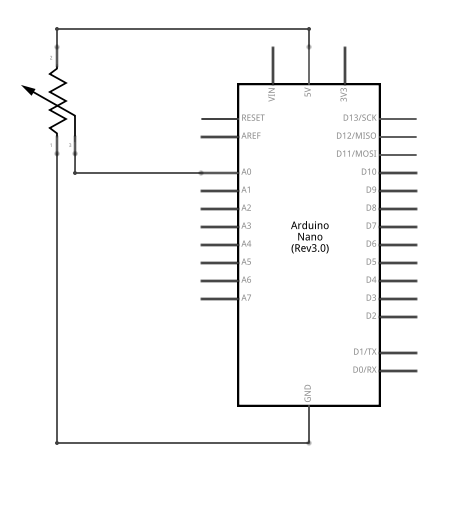 2
1
3
VIN
5V
3V3
RESET
D13/SCK
AREF
D12/MISO
D11/MOSI
A0
D10
A1
D9
A2
D8
A3
D7
A4
D6
A5
D5
A6
D4
A7
D3
D2
D1/TX
D0/RX
Arduino
Nano
(Rev3.0)
GND